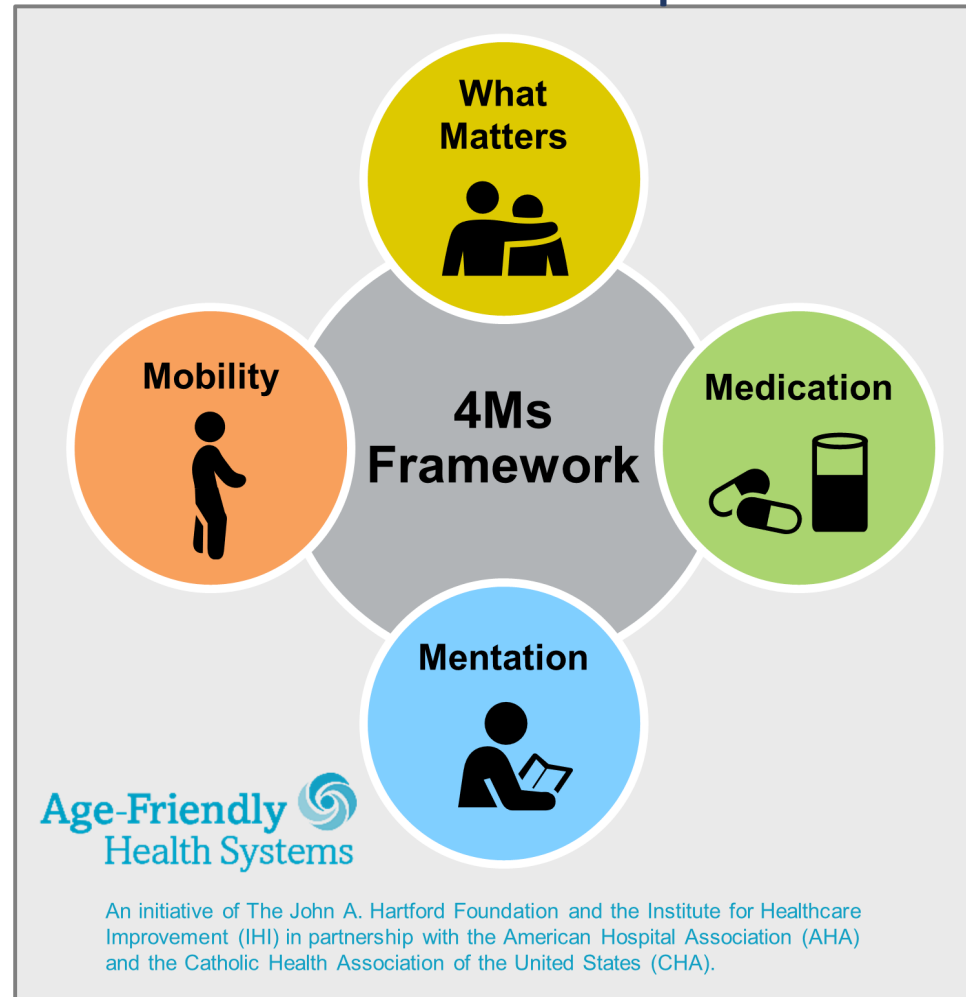 What
Matters
Mobility
4Ms
Framework
Medication
Mentation
Age-Friendly
Health Systems
An initiative of The John A. Hartford Foundation and the Institute for Healthcare
Improvement (IHI) in partnership with the American Hospital Association (AHA)
and the Catholic Health Association of the United States (CHA).